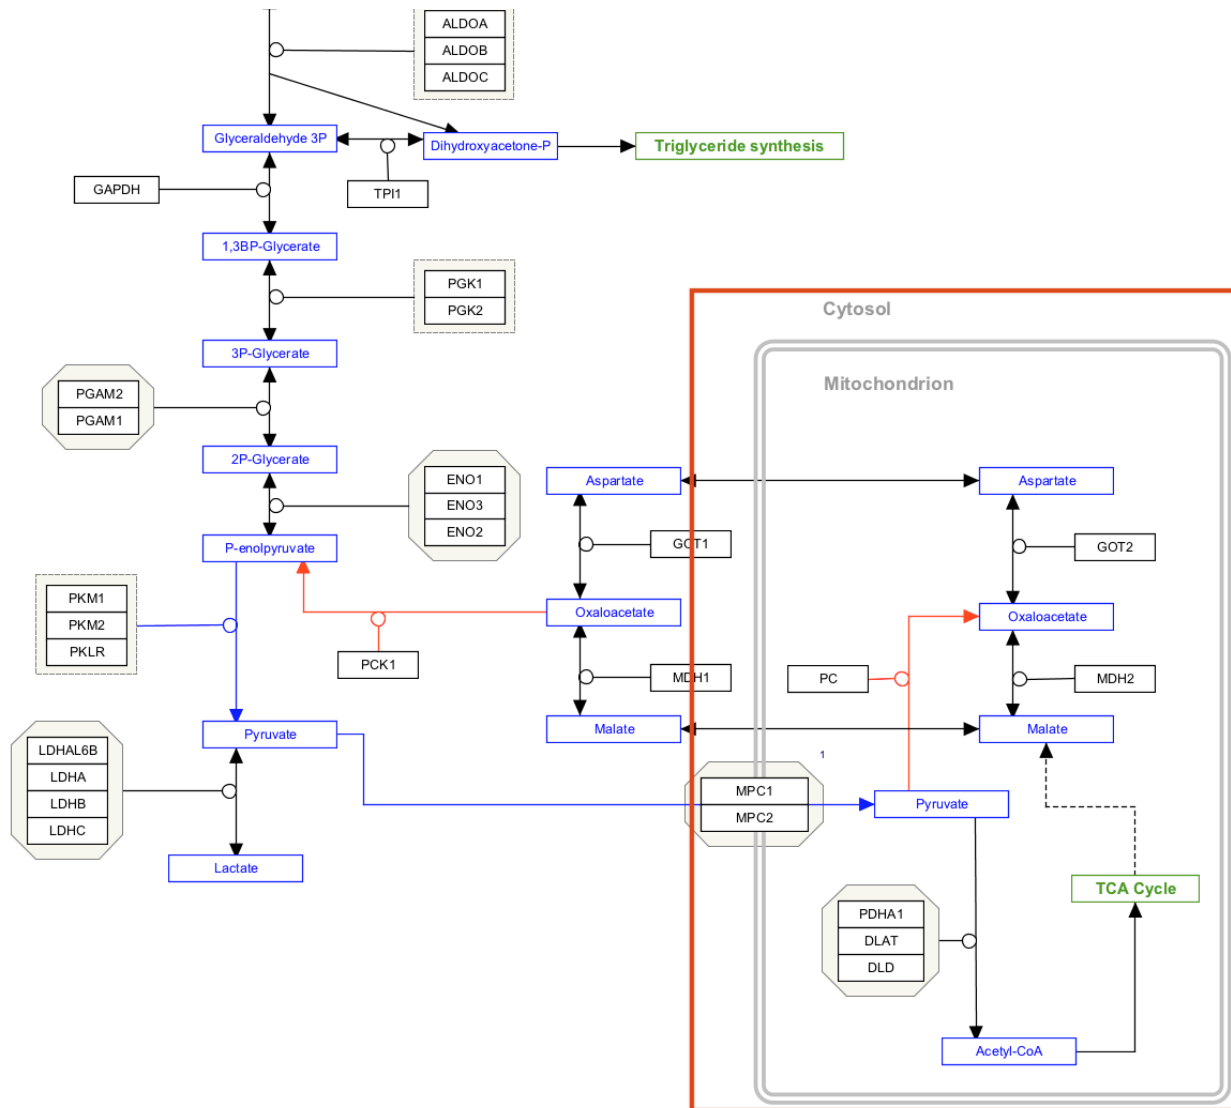 ALDOA
ALDOB
ALDOC
Glyceraldehyde 3P
Dihydroxyacetone-P
Triglyceride synthesis
GAPDH
TPI1
1,3BP-Glycerate
PGK1
PGK2
Cytosol
3P-Glycerate
Mitochondrion
PGAM2
PGAM1
2P-Glycerate
ENO1
ENO3
ENO2
Aspartate
Aspartate
P-enolpyruvate
GOT1
GOT2
PKM1
PKM2
PKLR
Oxaloacetate
Oxaloacetate
PCK1
MDH1
PC
MDH2
Pyruvate
Malate
Malate
1
LDHAL6B
LDHA
LDHB
LDHC
MPC1
MPC2
Pyruvate
Lactate
TCA Cycle
PDHA1
DLAT
DLD
Acetyl-CoA